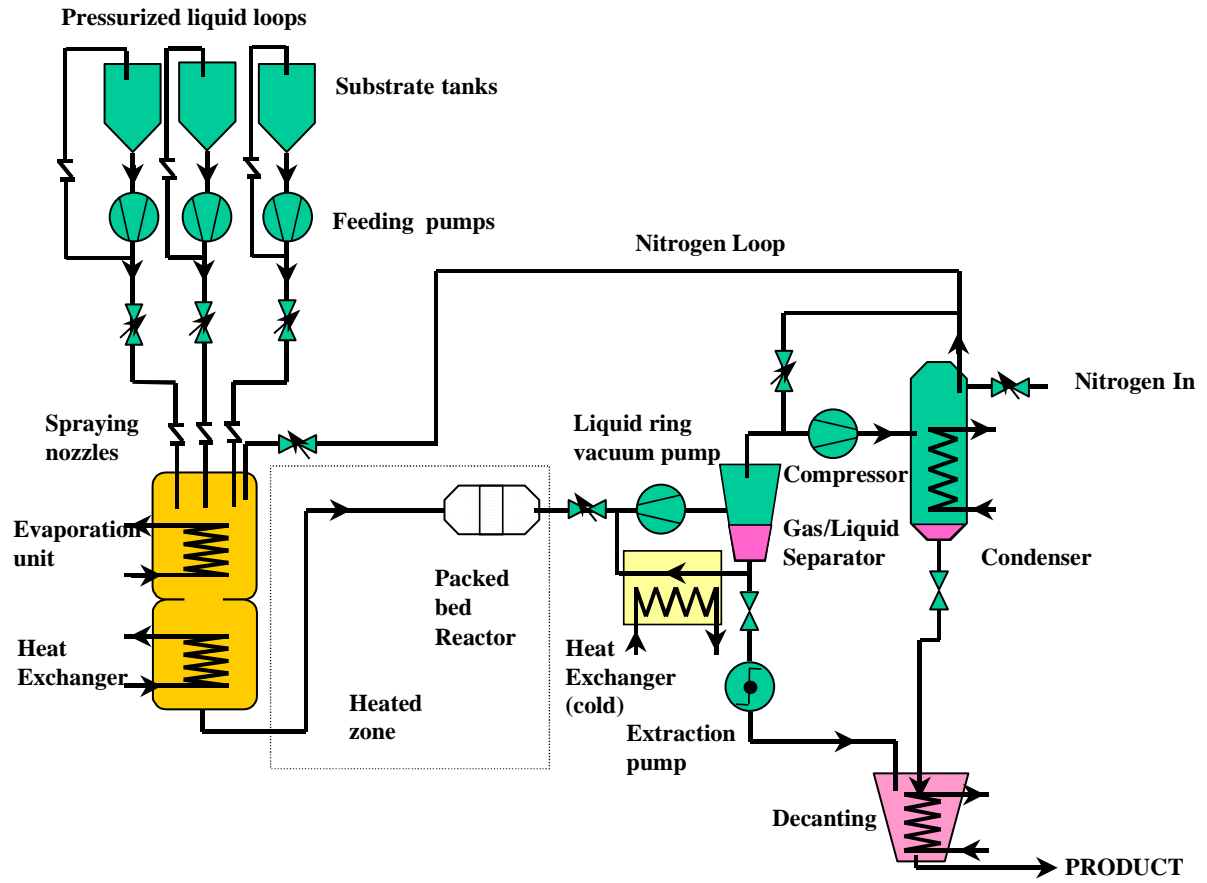 Pressurized liquid loops
Substrate tanks
Feeding pumps
Nitrogen Loop
Nitrogen In
Spraying
nozzles
Liquid ring
vacuum pump
Compressor
Evaporation
unit
Gas/Liquid
Separator
Condenser
Packed
bed
Reactor
Heat
Exchanger
Heat
Exchanger
(cold)
Heated
zone
Extraction
pump
Decanting
PRODUCT